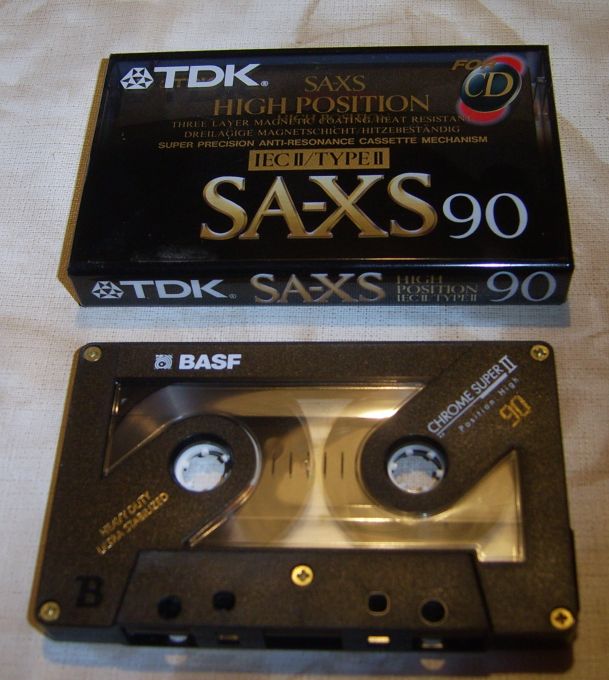 TDK®
FOR CD
SAXS
HIGH POSITION
THREE LAYER MAGNETIC COATING/HEAT RESISTANT
DREILAGIGE MAGNETSCHICHT/HITZEBESTÄNDIG
SUPER PRECISION ANTI-RESONANCE CASSETTE MECHANISM
IEC II/TYPE II
SA-XS 90
TDK® SA-XS HIGH POSITION IEC II/TYPE II 90
BASF
CHROME SUPER II
Position High
90
HEAVY DUTY
ULTRA STABILIZED
B